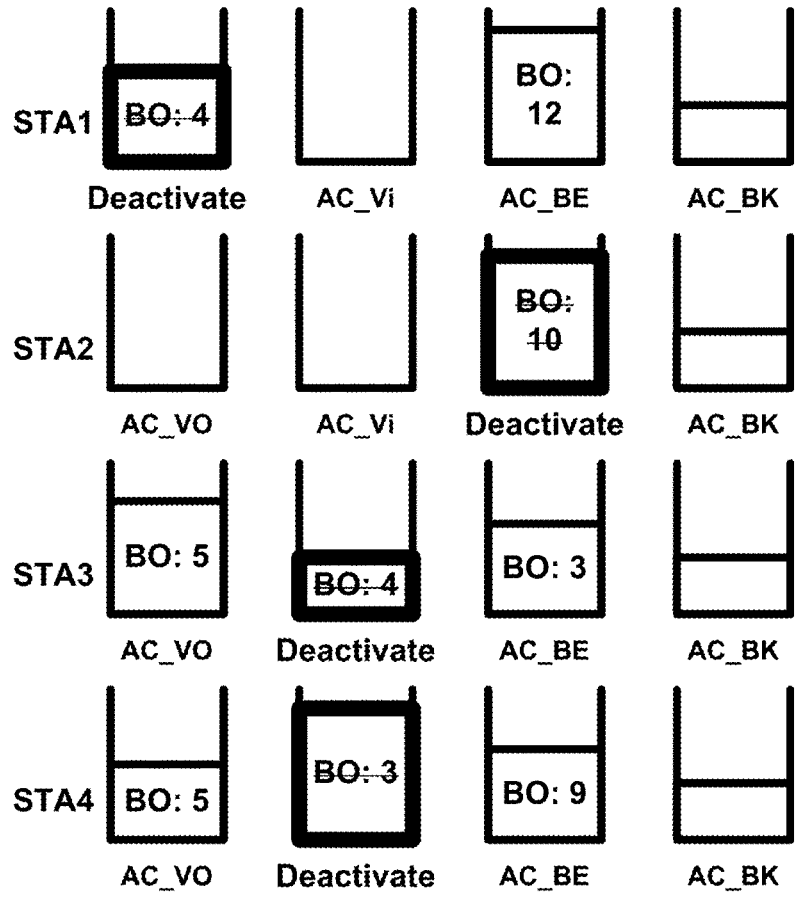 BO: 4
BO:
12
STA1
Deactivate AC_Vi AC_BE AC_BK
BO:
10
STA2
AC_VO AC_Vi Deactivate AC_BK
BO: 5 BO: 4 BO: 3
STA3
AC_VO Deactivate AC_BE AC_BK
BO: 5 BO: 3 BO: 9
STA4
AC_VO Deactivate AC_BE AC_BK